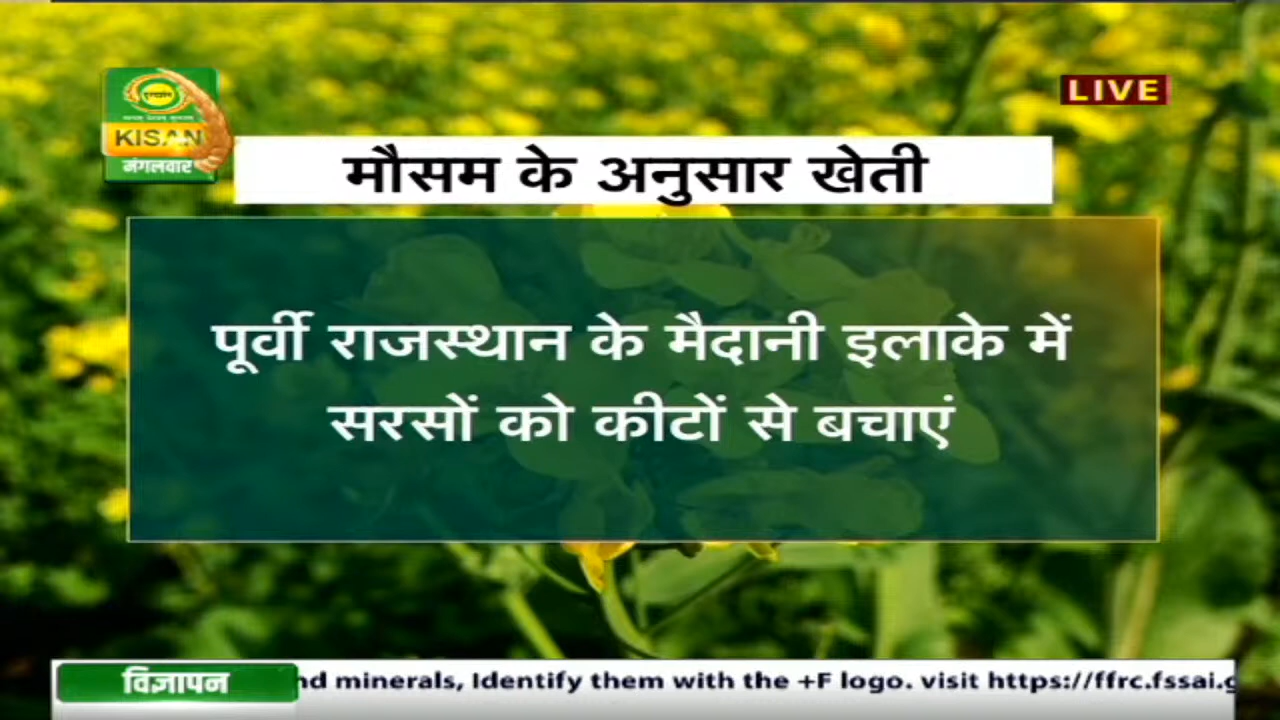 LIVE
KISAN
मंगलवार
मौसम के अनुसार खेती
पूर्वी राजस्थान के मैदानी इलाके में
सरसों को कीटों से बचाएं
विज्ञापन
nd minerals, Identify them with the +F logo. visit https://ffrc.fssai.g